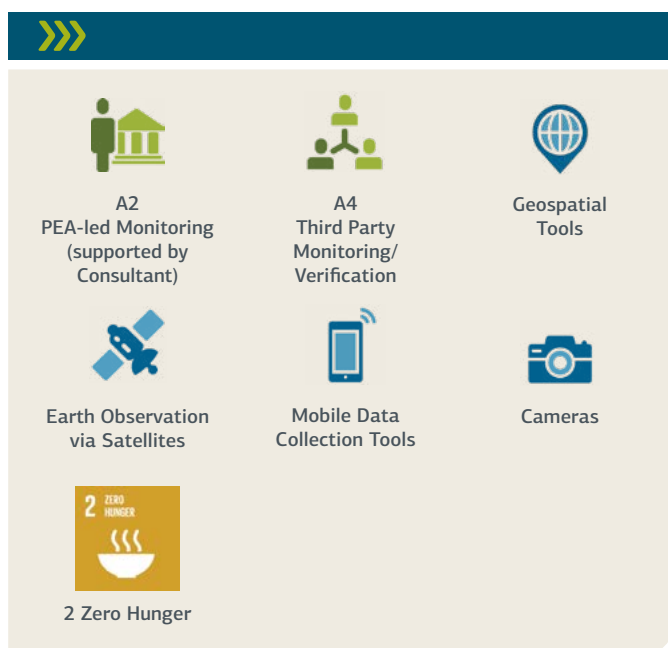 A2
PEA-led Monitoring
(supported by
Consultant)
A4
Third Party
Monitoring/
Verification
Geospatial
Tools
Earth Observation
via Satellites
Mobile Data
Collection Tools
Cameras
2 ZERO
HUNGER
2 Zero Hunger